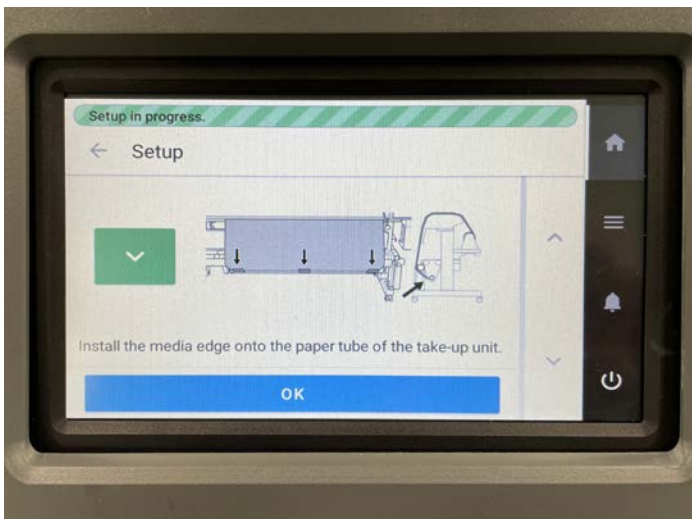 Setup in progress.
Setup
Install the media edge onto the paper tube of the take-up unit.
OK